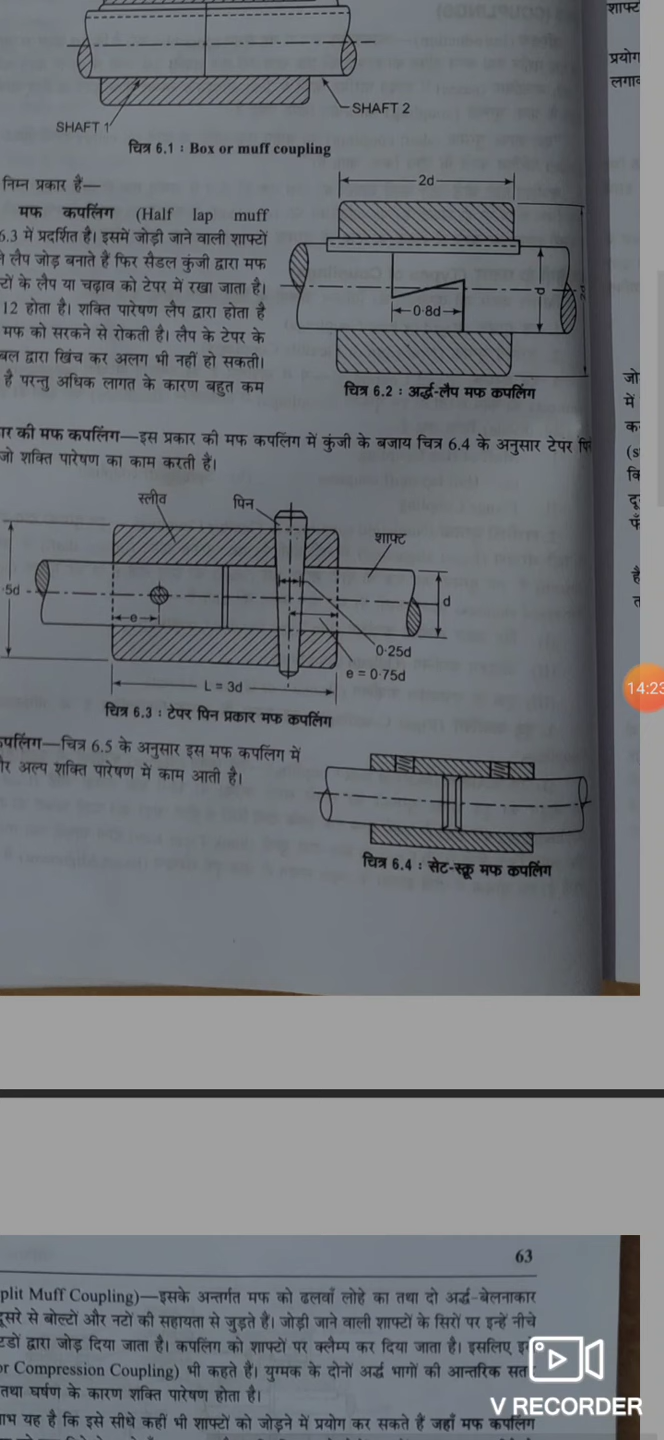 शाफ्ट
प्रयोग
SHAFT 1
SHAFT 2
चित्र 6.1 : Box or muff coupling
निम्न प्रकार हैं—
मफ कपलिंग (Half lap muff
6.3 में प्रदर्शित है। इसमें जोड़ी जाने वाली शाफ्टों
लैप जोड़ बनाते हैं फिर सैडल कुंजी द्वारा मफ
टों के लैप या चढ़ाव को टेपर में रखा जाता है।
12 होता है। शक्ति पारेषण लैप द्वारा होता है
मफ को सरकने से रोकती है। लैप के टेपर के
बल द्वारा खिंच कर अलग भी नहीं हो सकती।
है परन्तु अधिक लागत के कारण बहुत कम
2d
d
0·8d
चित्र 6.2 : अर्द्ध-लैप मफ कपलिंग
जो
में
(s
कि
दू
है
ार की मफ कपलिंग—इस प्रकार की मफ कपलिंग में कुंजी के बजाय चित्र 6.4 के अनुसार टेपर पि
जो शक्ति पारेषण का काम करती हैं।
स्लीव
पिन
शाफ्ट
·5d
e
d
0·25d
e = 0·75d
L = 3d
चित्र 6.3 : टेपर पिन प्रकार मफ कपलिंग
14:23
कपलिंग—चित्र 6.5 के अनुसार इस मफ कपलिंग में
ौर अल्प शक्ति पारेषण में काम आती है।
चित्र 6.4 : सेट-स्क्रू मफ कपलिंग
63
plit Muff Coupling)—इसके अन्तर्गत मफ को ढलवाँ लोहे का तथा दो अर्द्ध-बेलनाकार
दूसरे से बोल्टों और नटों की सहायता से जुड़ते हैं। जोड़ी जाने वाली शाफ्टों के सिरों पर इन्हें नीचे
टडों द्वारा जोड़ दिया जाता है। कपलिंग को शाफ्टों पर क्लैम्प कर दिया जाता है। इसलिए
or Compression Coupling) भी कहते हैं। युग्मक के दोनों अर्द्ध भागों की आन्तरिक
तथा घर्षण के कारण शक्ति पारेषण होता है।
ाभ यह है कि इसे सीधे कहीं भी शाफ्टों को जोड़ने में प्रयोग कर सकते हैं जहाँ मफ कपलिंग
V RECORDER